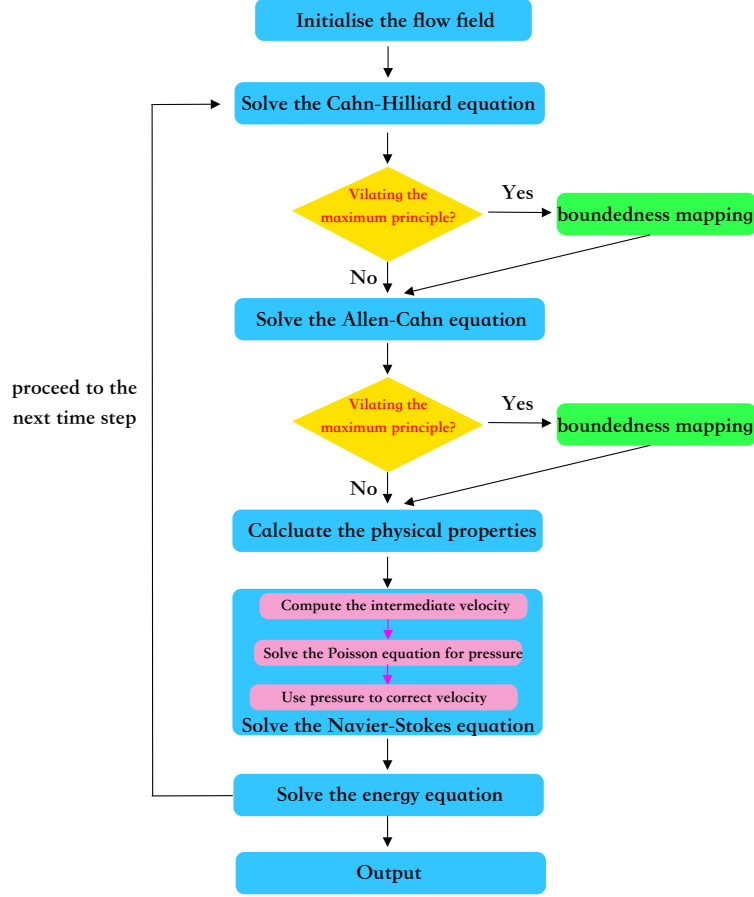 Initialise the flow field
Solve the Cahn-Hilliard equation
Vilating the
maximum principle?
Yes
boundedness mapping
No
Solve the Allen-Cahn equation
proceed to the
next time step
Vilating the
maximum principle?
Yes
boundedness mapping
No
Calcluate the physical properties
Compute the intermediate velocity
Solve the Poisson equation for pressure
Use pressure to correct velocity
Solve the Navier-Stokes equation
Solve the energy equation
Output